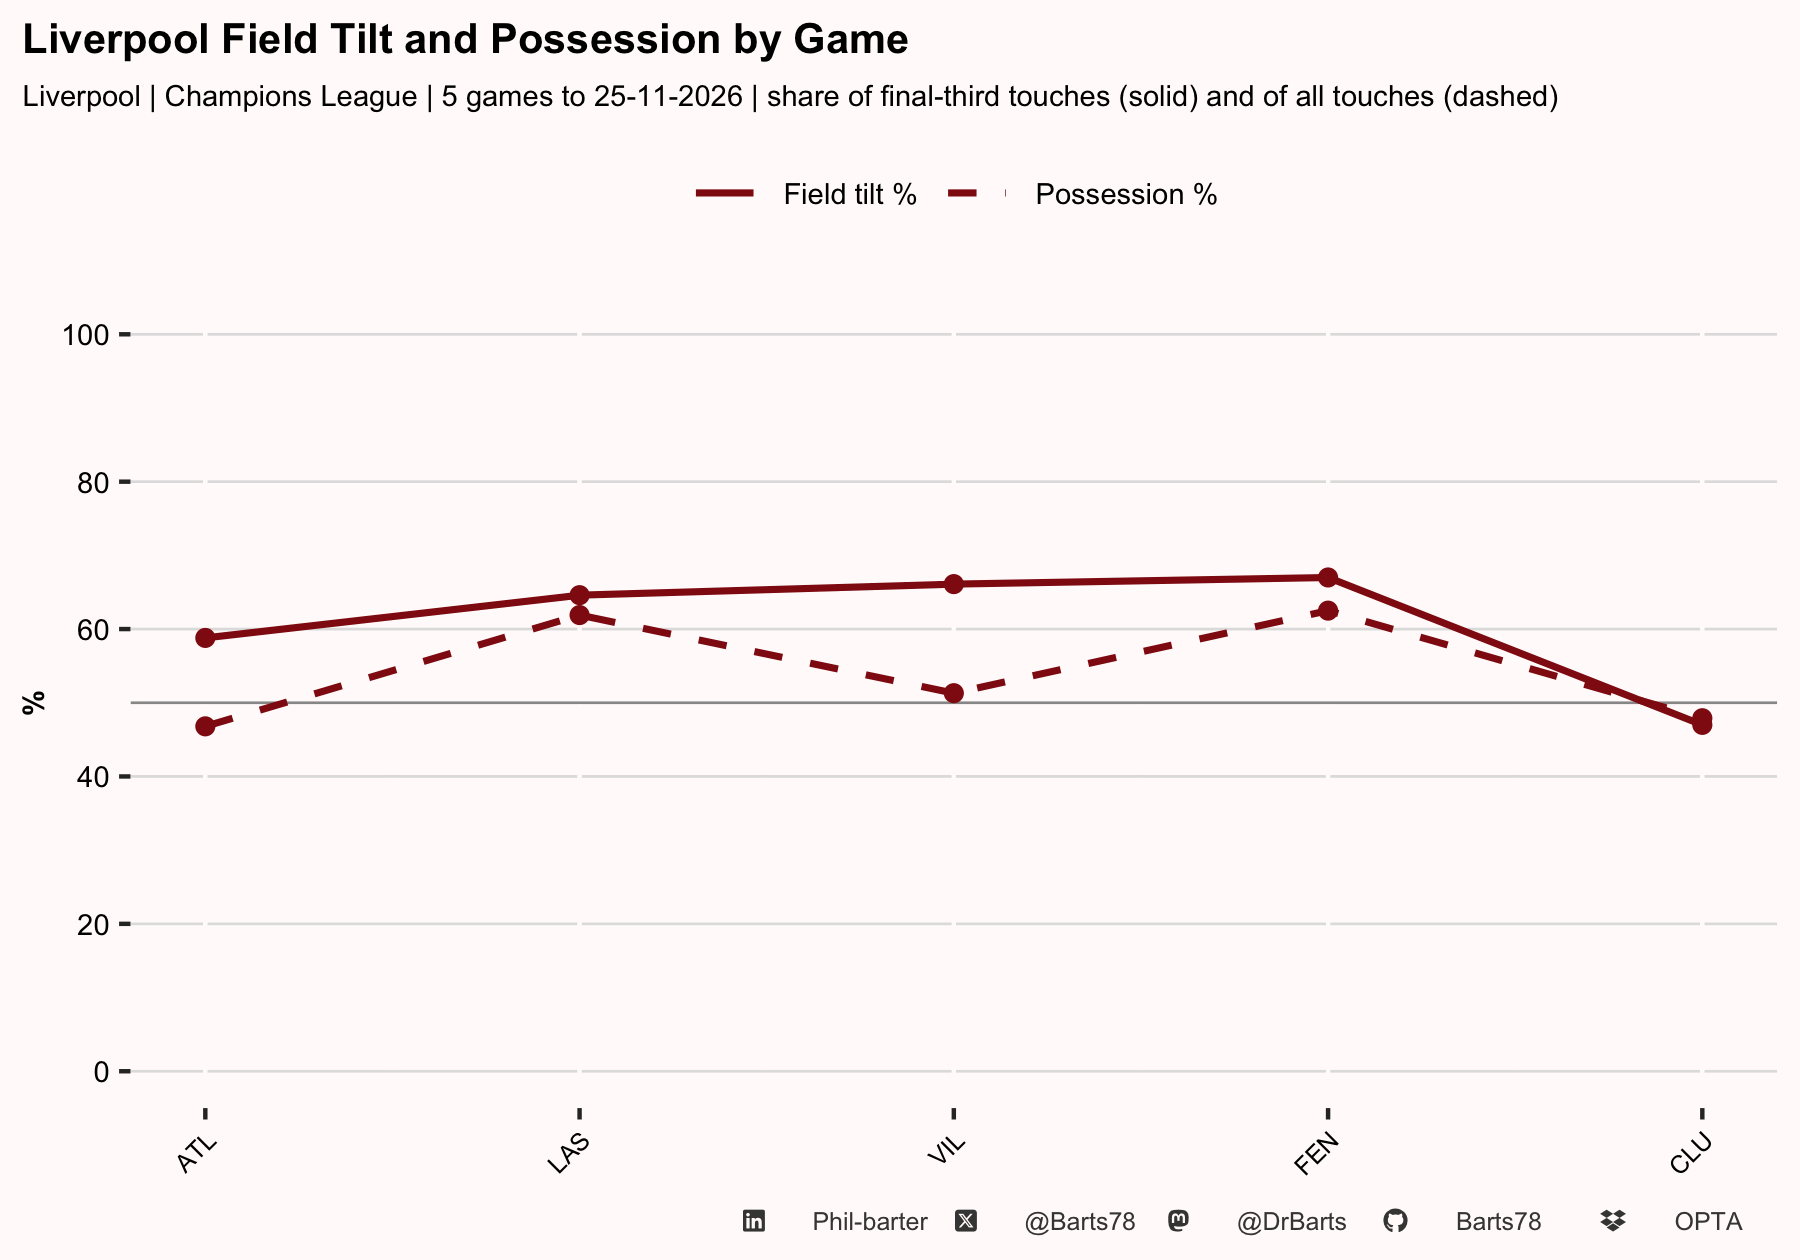 Liverpool Field Tilt and Possession by Game
Liverpool | Champions League | 5 games to 25-11-2026 | share of final-third touches (solid) and of all touches (dashed)
Field tilt % Possession %
100
80
60
%
40
20
0
ATL LAS VIL FEN CLU
Phil-barter @Barts78 @DrBarts Barts78 OPTA